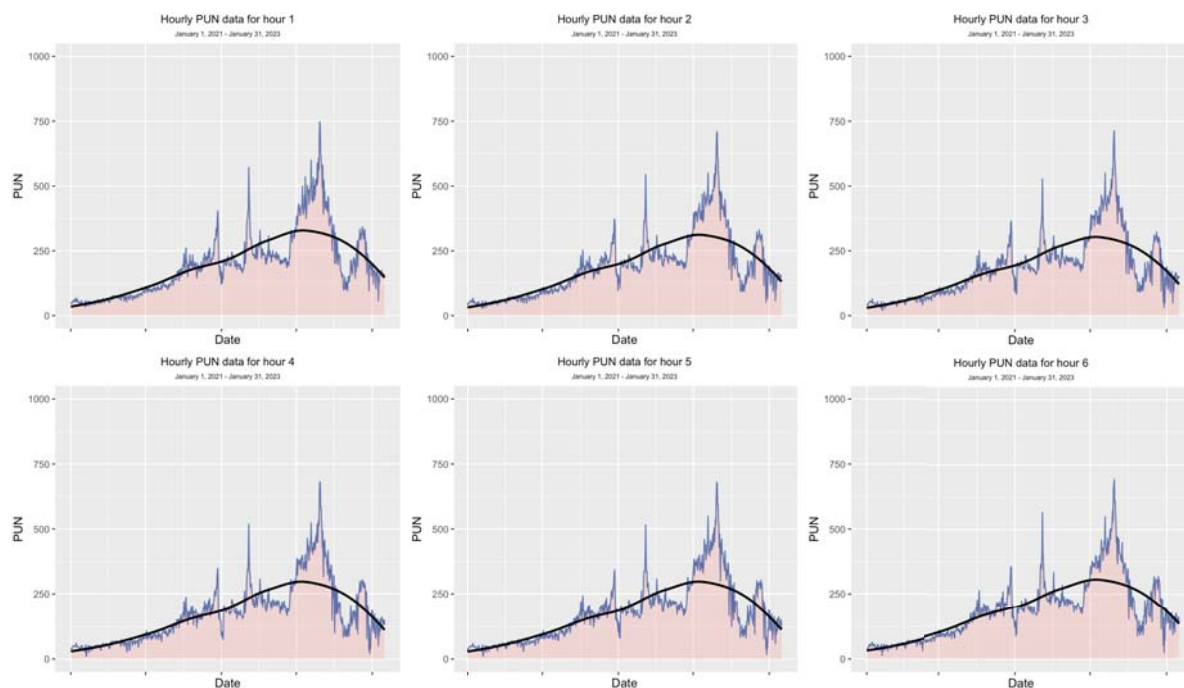 Hourly PUN data for hour 1
January 1, 2021 - January 31, 2023
1000
750
500
250
0
PUN
Date
Hourly PUN data for hour 2
January 1, 2021 - January 31, 2023
1000
750
500
250
0
PUN
Date
Hourly PUN data for hour 3
January 1, 2021 - January 31, 2023
1000
750
500
250
0
PUN
Date
Hourly PUN data for hour 4
January 1, 2021 - January 31, 2023
1000
750
500
250
0
PUN
Date
Hourly PUN data for hour 5
January 1, 2021 - January 31, 2023
1000
750
500
250
0
PUN
Date
Hourly PUN data for hour 6
January 1, 2021 - January 31, 2023
1000
750
500
250
0
PUN
Date